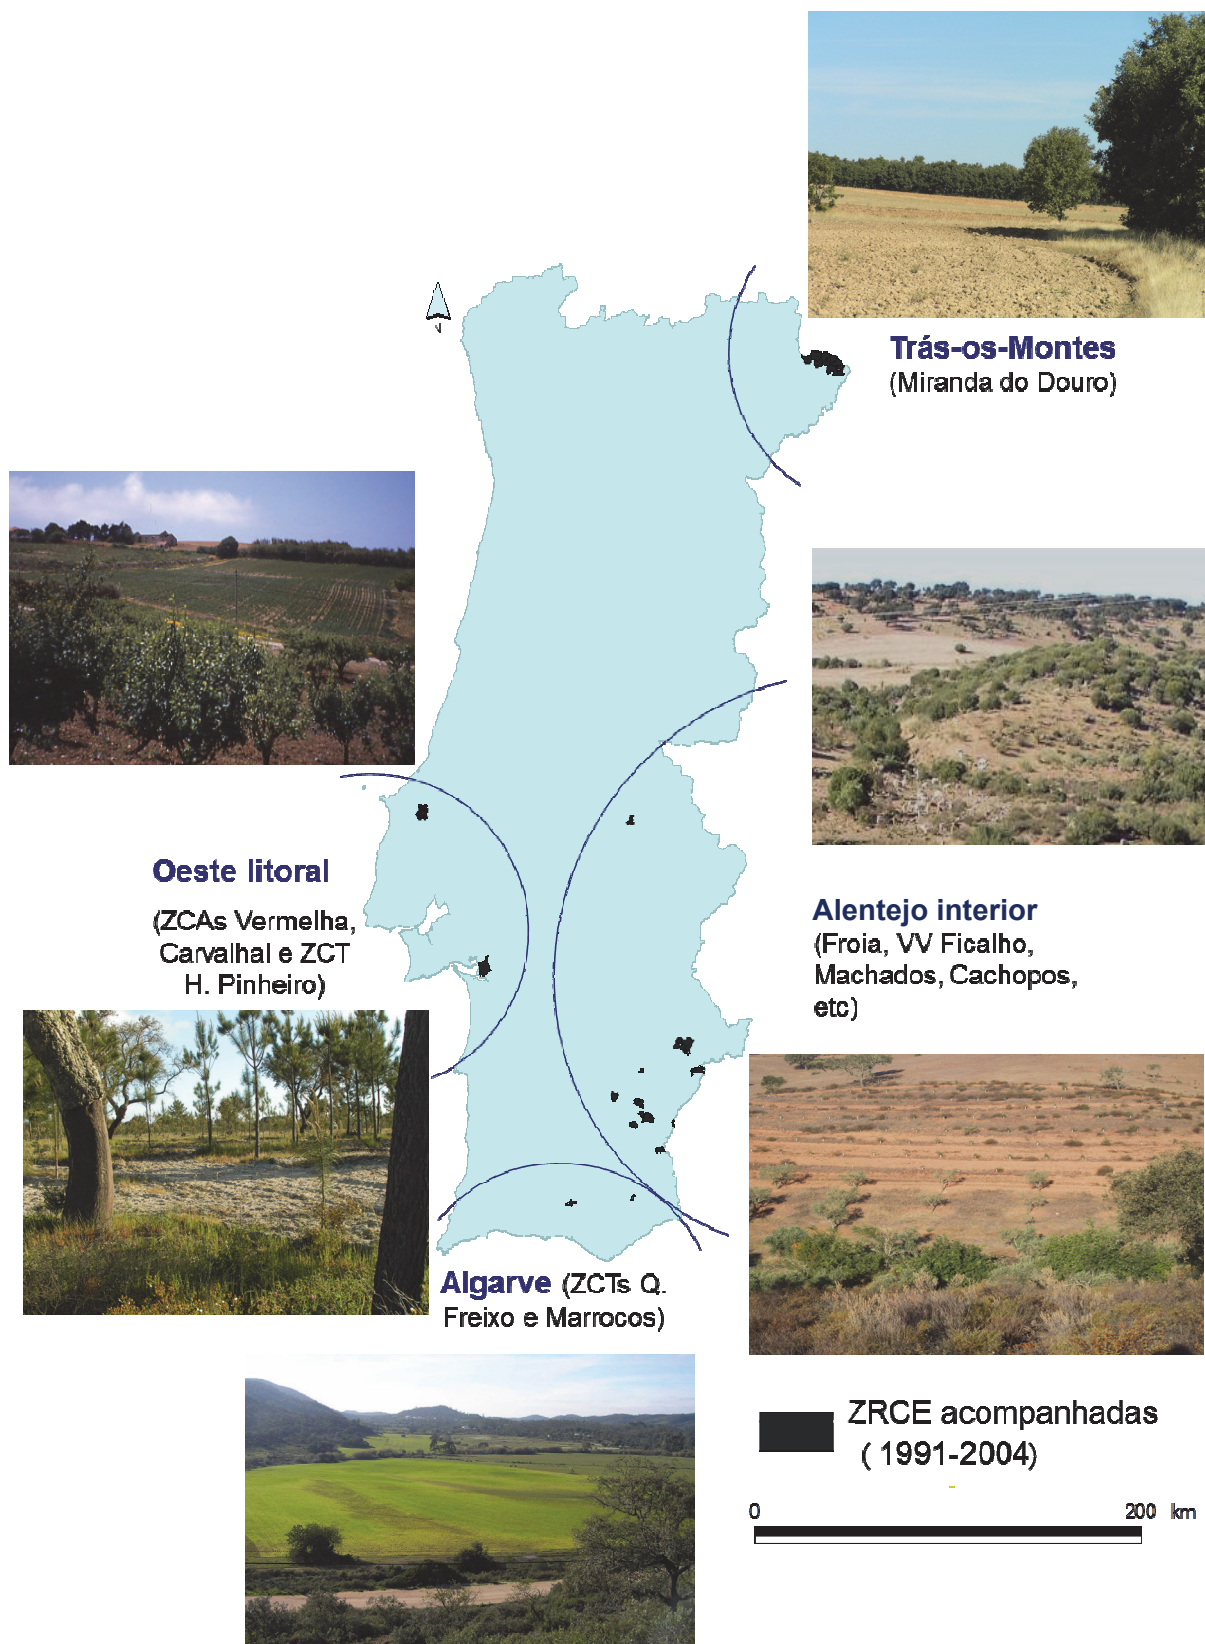 Trás-os-Montes
(Miranda do Douro)
Oeste litoral
(ZCAs Vermelha,
Carvalhal e ZCT
H. Pinheiro)
Alentejo interior
(Froia, VV Ficalho,
Machados, Cachopos,
etc)
Algarve (ZCTs Q.
Freixo e Marrocos)
ZRCE acompanhadas
( 1991-2004)
0 200 km